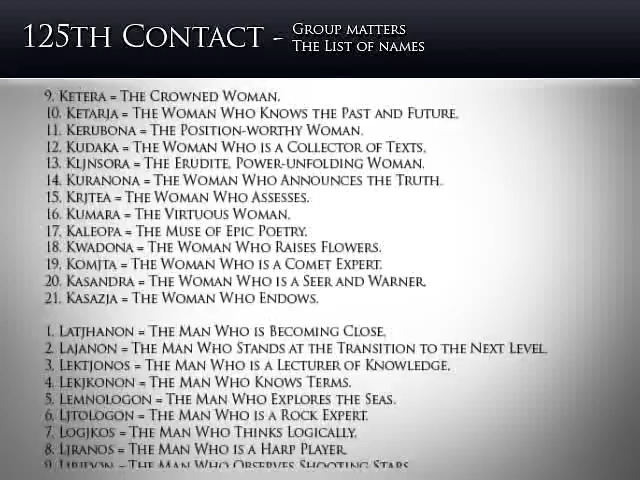 125th Contact - Group matters
The List of names
9. Ketera = The Crowned Woman.
10. Ketarja = The Woman Who Knows the Past and Future.
11. Kerubona = The Position-worthy Woman.
12. Kudaka = The Woman Who is a Collector of Texts.
13. Kljnsora = The Erudite, Power-unfolding Woman.
14. Kuranona = The Woman Who Announces the Truth.
15. Krjtea = The Woman Who Assesses.
16. Kumara = The Virtuous Woman.
17. Kaleopa = The Muse of Epic Poetry.
18. Kwadona = The Woman Who Raises Flowers.
19. Komjta = The Woman Who is a Comet Expert.
20. Kasandra = The Woman Who is a Seer and Warner.
21. Kasazja = The Woman Who Endows.
1. Latjhanon = The Man Who is Becoming Close.
2. Lajanon = The Man Who Stands at the Transition to the Next Level.
3. Lektjonos = The Man Who is a Lecturer of Knowledge.
4. Lekjkonon = The Man Who Knows Terms.
5. Lemnologon = The Man Who Explores the Seas.
6. Ljtologon = The Man Who is a Rock Expert.
7. Logjkos = The Man Who Thinks Logically.
8. Ljranos = The Man Who is a Harp Player.
9. = The Man Who Observes Shooting Stars